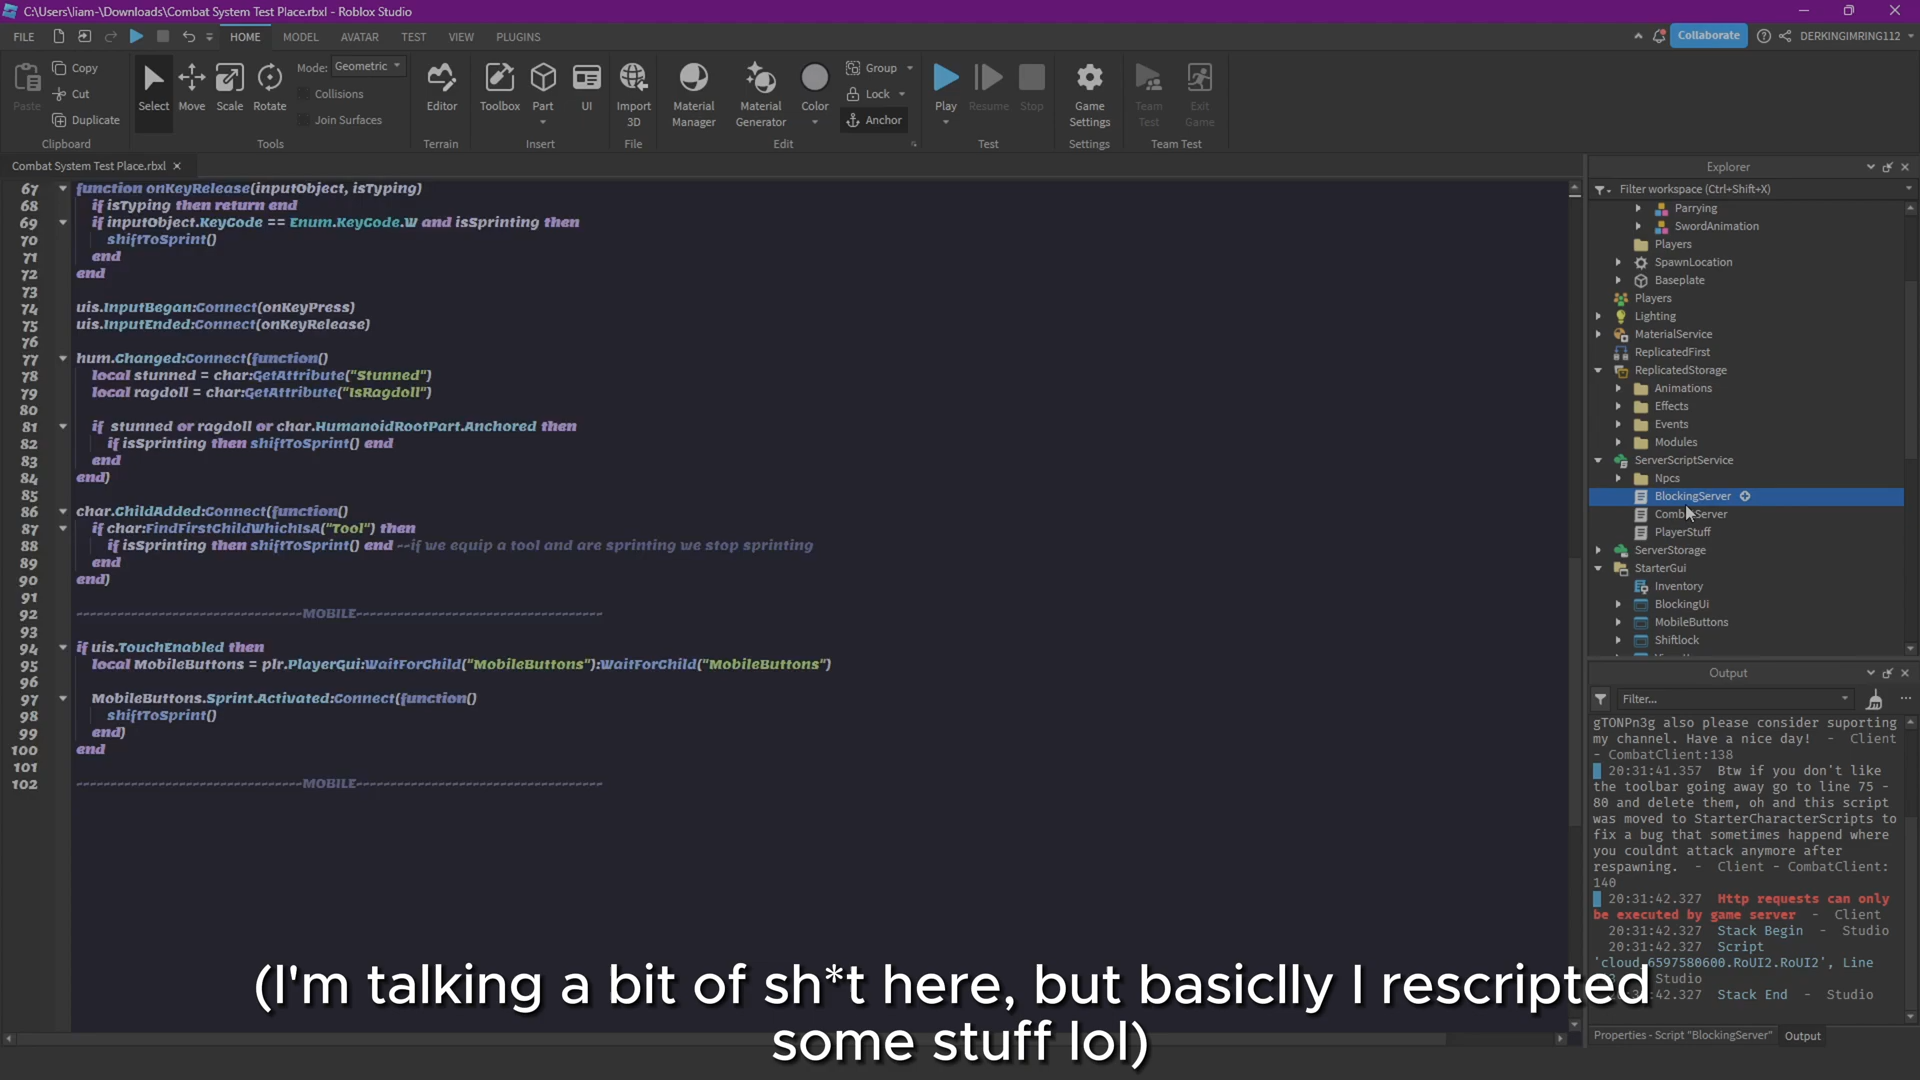 C:\Users\liam-\Downloads\Combat System Test Place.rbxl - Roblox Studio
FILE HOME MODEL AVATAR TEST VIEW PLUGINS Collaborate DERKINGIMRING112
Paste Copy Cut Duplicate Clipboard
Select Move Scale Rotate Mode: Geometric Collisions Join Surfaces Tools
Editor Terrain
Toolbox Part UI Insert
Import 3D File
Material Manager Material Generator Color Group Lock Anchor Edit
Play Resume Stop Test
Game Settings Settings
Team Test Exit Game Team Test
Combat System Test Place.rbxl
67 function onKeyRelease(inputObject, isTyping)
68 if isTyping then return end
69 if inputObject.KeyCode == Enum.KeyCode.W and isSprinting then
70 shiftToSprint()
71 end
72 end
73
74 uis.InputBegan:Connect(onKeyPress)
75 uis.InputEnded:Connect(onKeyRelease)
76
77 hum.Changed:Connect(function()
78 local stunned = char:GetAttribute("Stunned")
79 local ragdoll = char:GetAttribute("IsRagdoll")
80
81 if stunned or ragdoll or char.HumanoidRootPart.Anchored then
82 if isSprinting then shiftToSprint() end
83 end
84 end)
85
86 char.ChildAdded:Connect(function()
87 if char:FindFirstChildWhichIsA("Tool") then
88 if isSprinting then shiftToSprint() end --if we equip a tool and are sprinting we stop sprinting
89 end
90 end)
91
92 ---------------------------------MOBILE------------------------------------
93
94 if uis.TouchEnabled then
95 local MobileButtons = plr.PlayerGui:WaitForChild("MobileButtons"):WaitForChild("MobileButtons")
96
97 MobileButtons.Sprint.Activated:Connect(function()
98 shiftToSprint()
99 end)
100 end
101
102 ---------------------------------MOBILE------------------------------------
Explorer
Filter workspace (Ctrl+Shift+X)
Parrying
SwordAnimation
Players
SpawnLocation
Baseplate
Players
Lighting
MaterialService
ReplicatedFirst
ReplicatedStorage
Animations
Effects
Events
Modules
ServerScriptService
Npcs
BlockingServer
CombatServer
PlayerStuff
ServerStorage
StarterGui
Inventory
BlockingUi
MobileButtons
Shiftlock
Output
Filter...
gTONPn3g also please consider suporting
my channel. Have a nice day! - Client
- CombatClient:138
20:31:41.357 Btw if you don't like
the toolbar going away go to line 75 -
80 and delete them, oh and this script
was moved to StarterCharacterScripts to
fix a bug that sometimes happend where
you couldnt attack anymore after
respawning. - Client - CombatClient:
140
20:31:42.327 Http requests can only
be executed by game server - Client
20:31:42.327 Stack Begin - Studio
20:31:42.327 Script
'cloud_6597580600.RoUI2.RoUI2', Line
Studio
42.327 Stack End - Studio
Properties - Script "BlockingServer" Output
(I'm talking a bit of sh*t here, but basiclly I rescripted
some stuff lol)